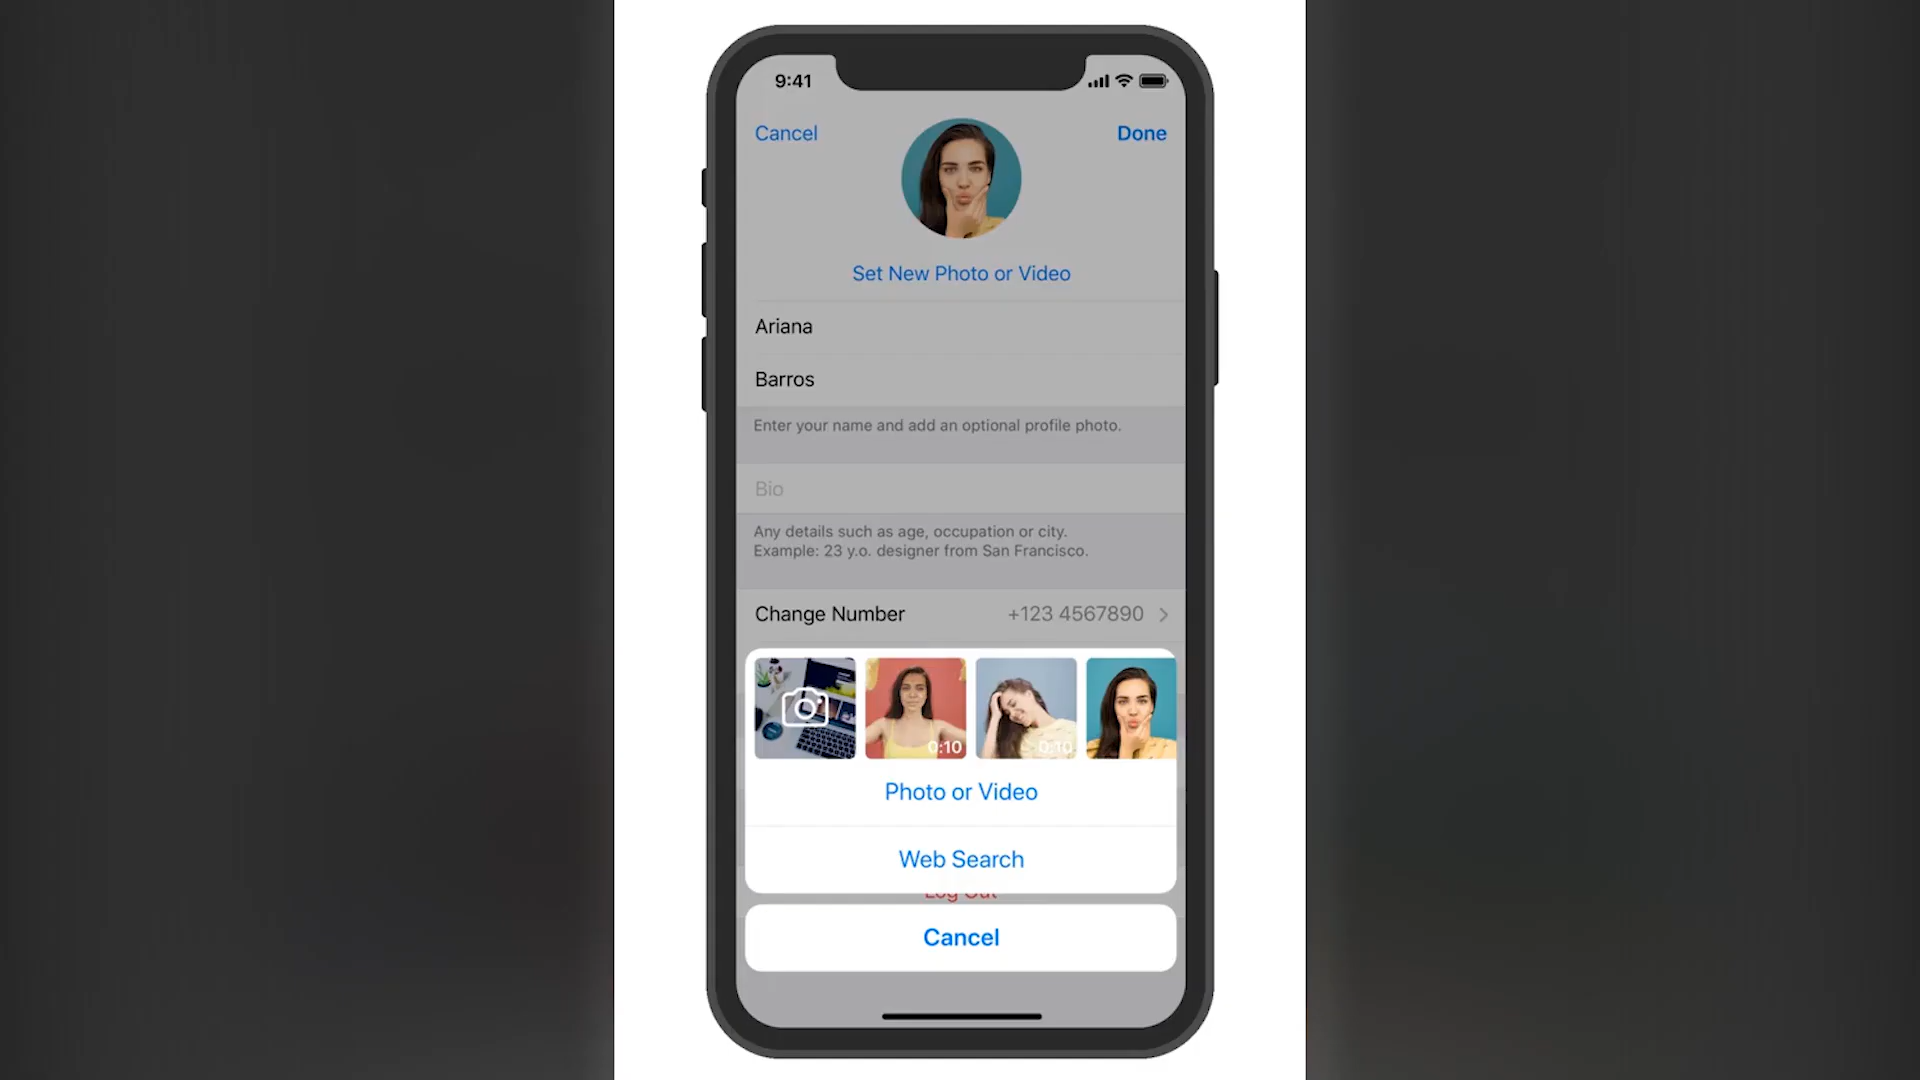 9:41
Cancel
Done
Set New Photo or Video
Ariana
Barros
Enter your name and add an optional profile photo.
Bio
Any details such as age, occupation or city.
Example: 23 y.o. designer from San Francisco.
Change Number +123 4567890
0:10
0:10
Photo or Video
Web Search
Log Out
Cancel